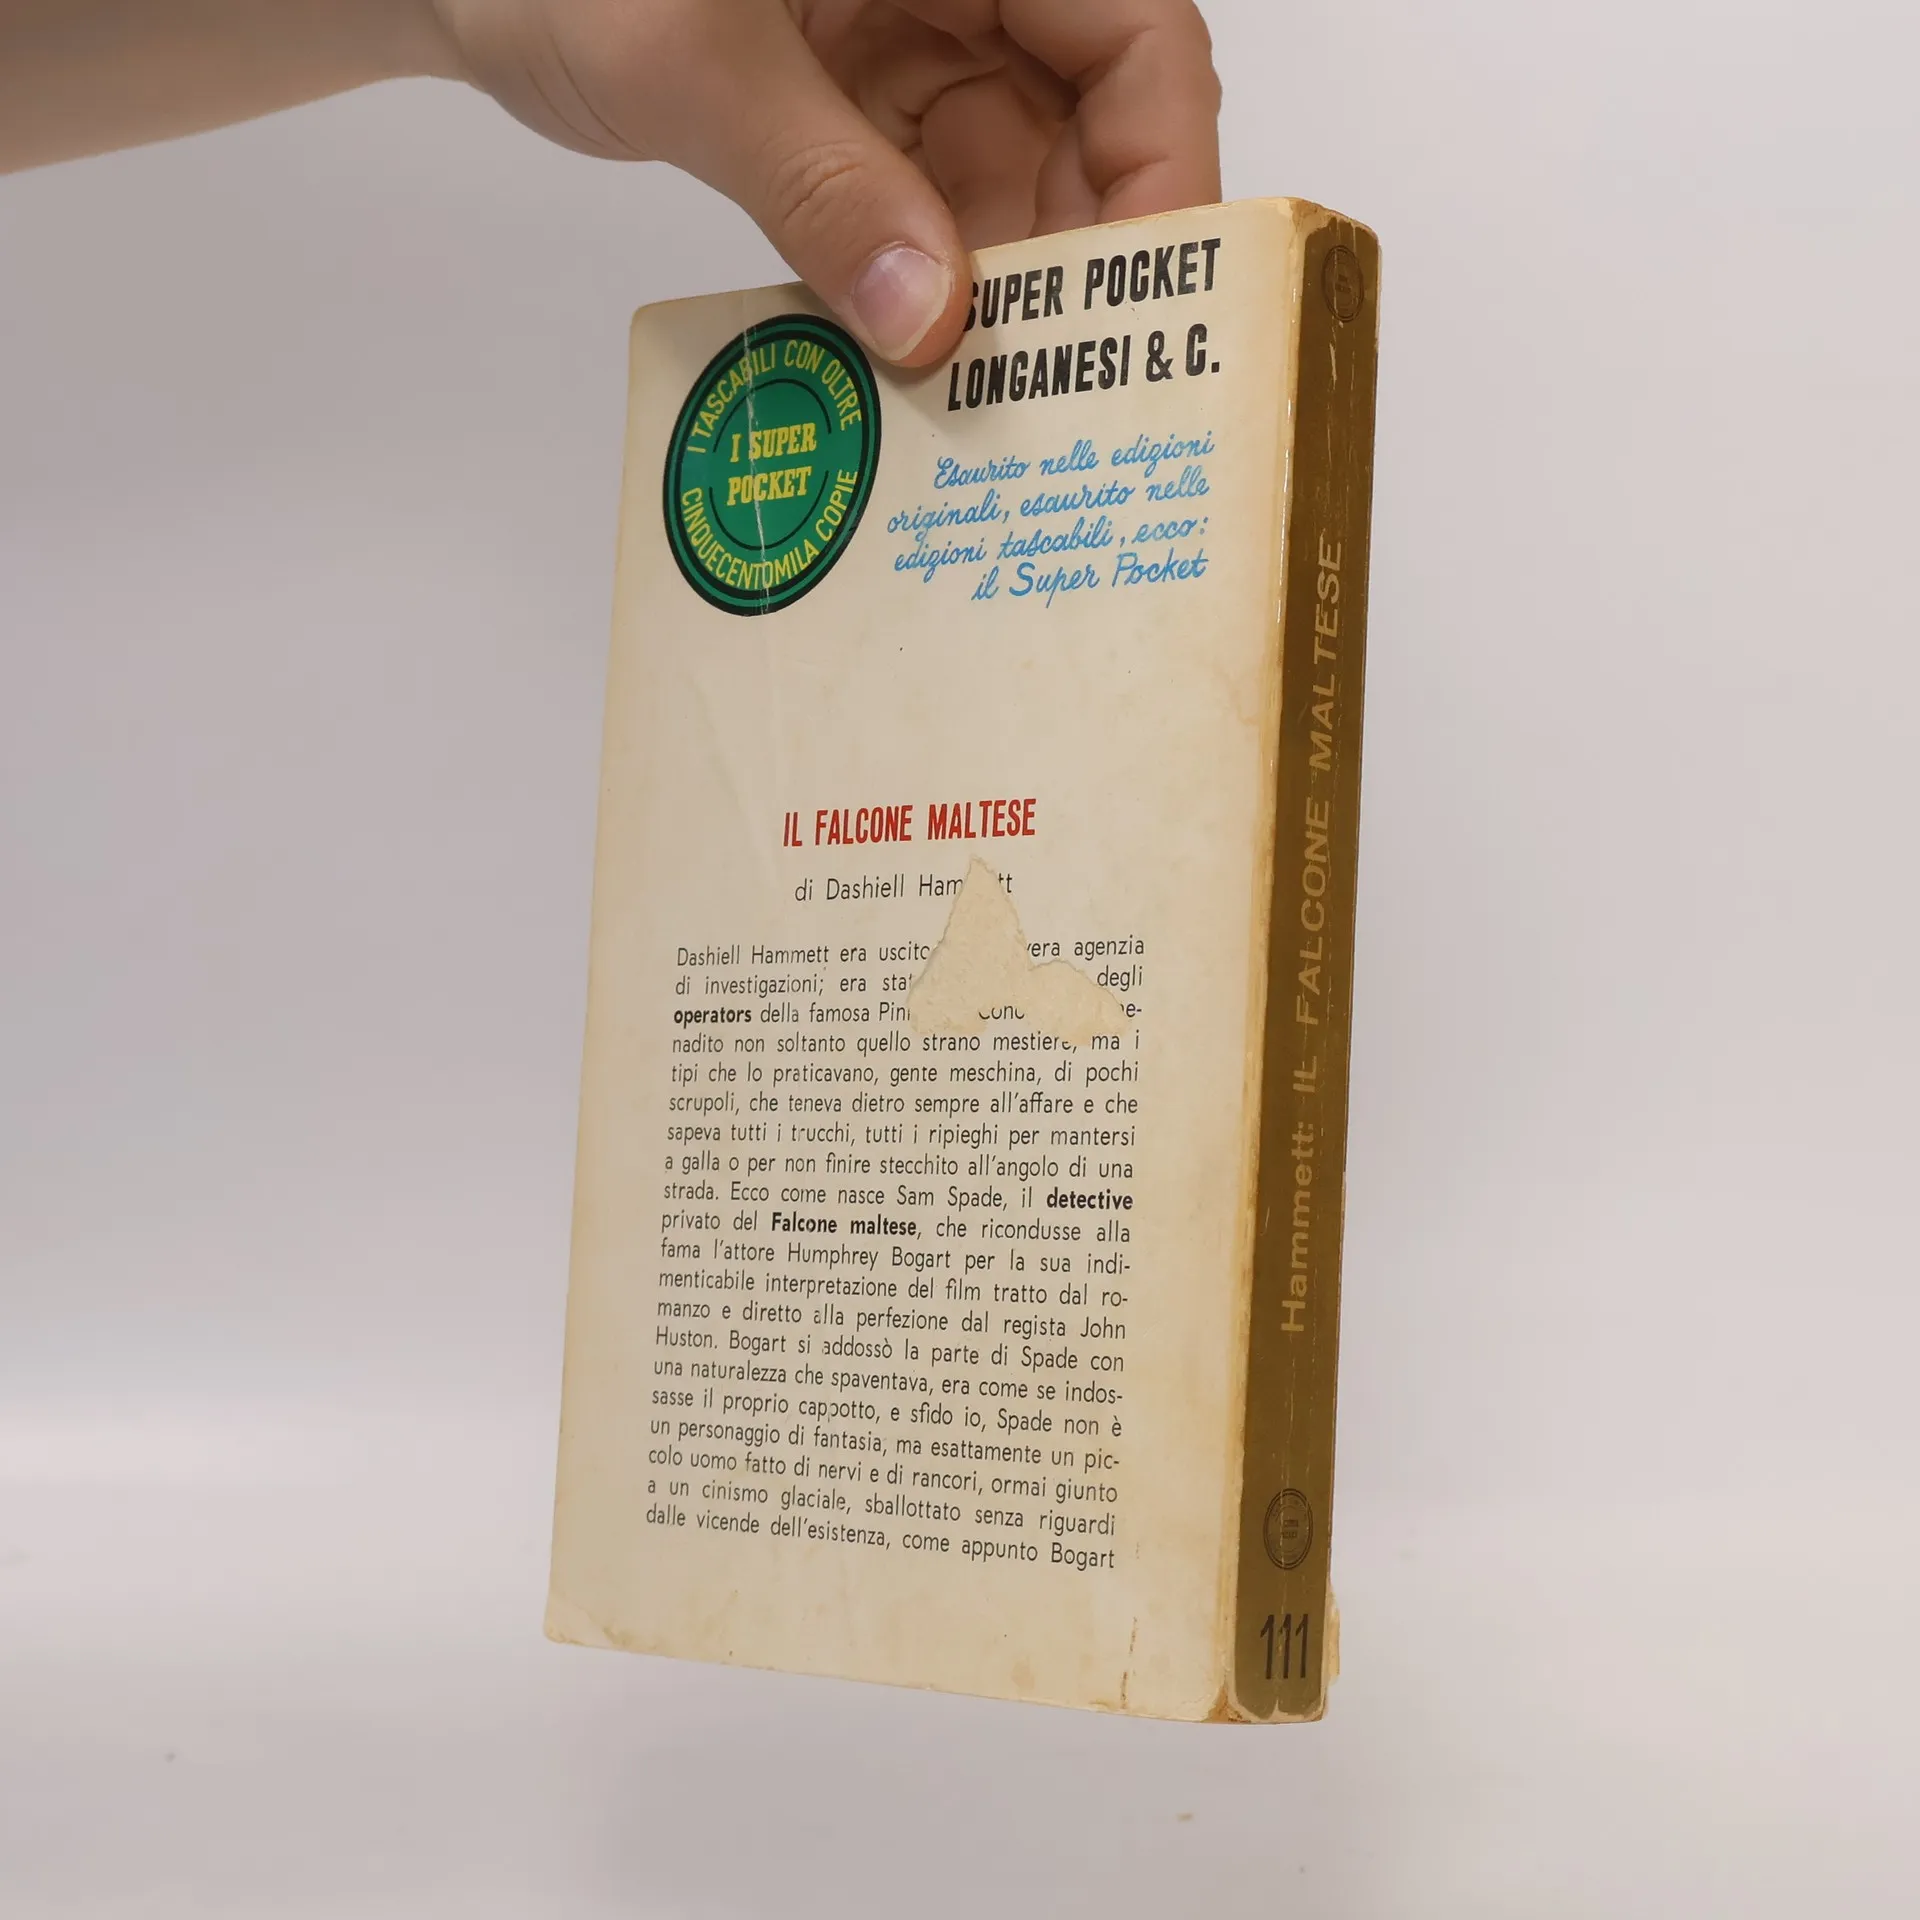 SUPER POCKET
LONGANESI & C.
I TASCABILI CON OLTRE
I SUPER
POCKET
CINQUECENTOMILA COPIE
Esaurito nelle edizioni
originali, esaurito nelle
edizioni tascabili, ecco:
il Super Pocket
IL FALCONE MALTESE
di Dashiell Ham tt
Dashiell Hammett era uscito vera agenzia
di investigazioni; era degli
operators della famosa
nadito non soltanto quello strano mestiere, ma i
tipi che lo praticavano, gente meschina, di pochi
scrupoli, che teneva dietro sempre all'affare e che
sapeva tutti i trucchi, tutti i ripieghi per mantersi
a galla o per non finire stecchito all'angolo di una
strada. Ecco come nasce Sam Spade, il detective
privato del Falcone maltese, che ricondusse alla
fama l'attore Humphrey Bogart per la sua indi-
menticabile interpretazione del film tratto dal ro-
manzo e diretto alla perfezione dal regista John
Huston. Bogart si addossò la parte di Spade con
una naturalezza che spaventava, era come se indos-
sasse il proprio cappotto, e sfido io, Spade non è
un personaggio di fantasia, ma esattamente un pic-
colo uomo fatto di nervi e di rancori, ormai giunto
a un cinismo glaciale, sballottato senza riguardi
dalle vicende dell'esistenza, come appunto Bogart
Hammett: IL FALCONE MALTESE
111